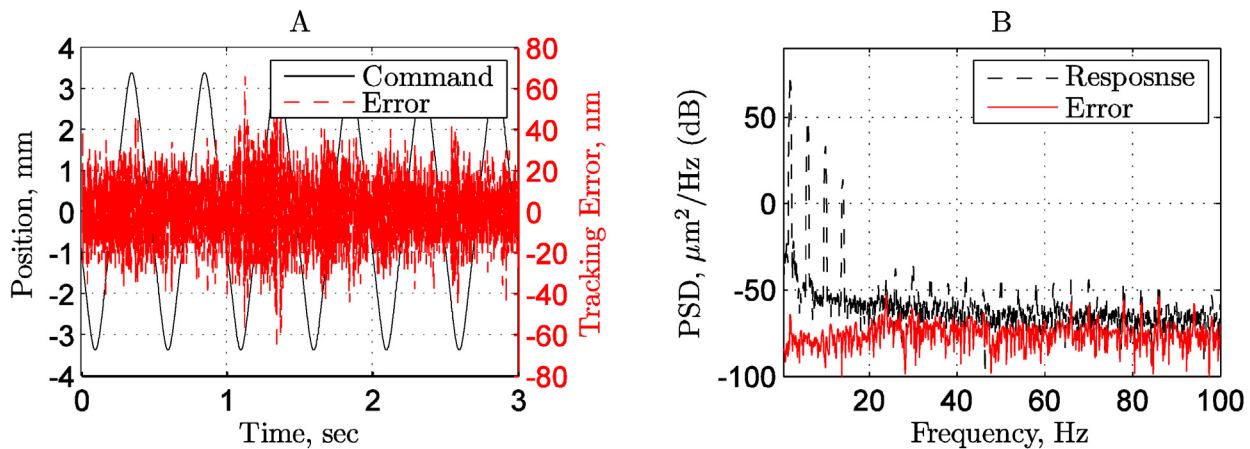 A
Position, mm
4
3
2
1
0
-1
-2
-3
-4
Command
Error
80
60
40
20
0
-20
-40
-60
-80
Tracking Error, nm
0
1
2
3
Time, sec
B
PSD, μm²/Hz (dB)
50
0
-50
-100
Resposnse
Error
20
40
60
80
100
Frequency, Hz